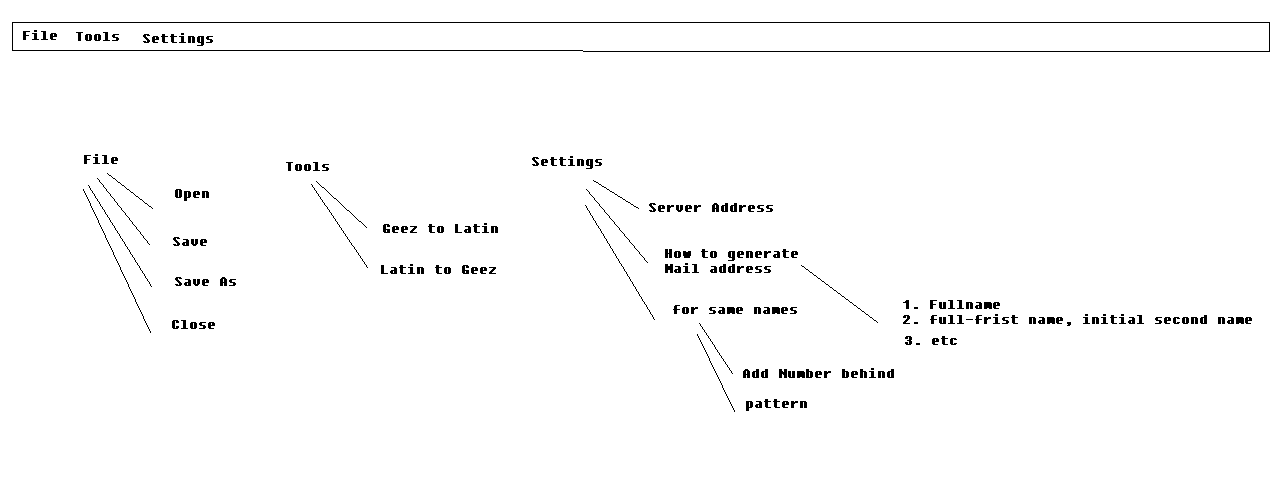 File Tools Settings
File
Open
Save
Save As
Close
Tools
Geez to Latin
Latin to Geez
Settings
Server Address
How to generate
Mail address
1. Fullname
2. full-frist name, initial second name
3. etc
for same names
Add Number behind
pattern